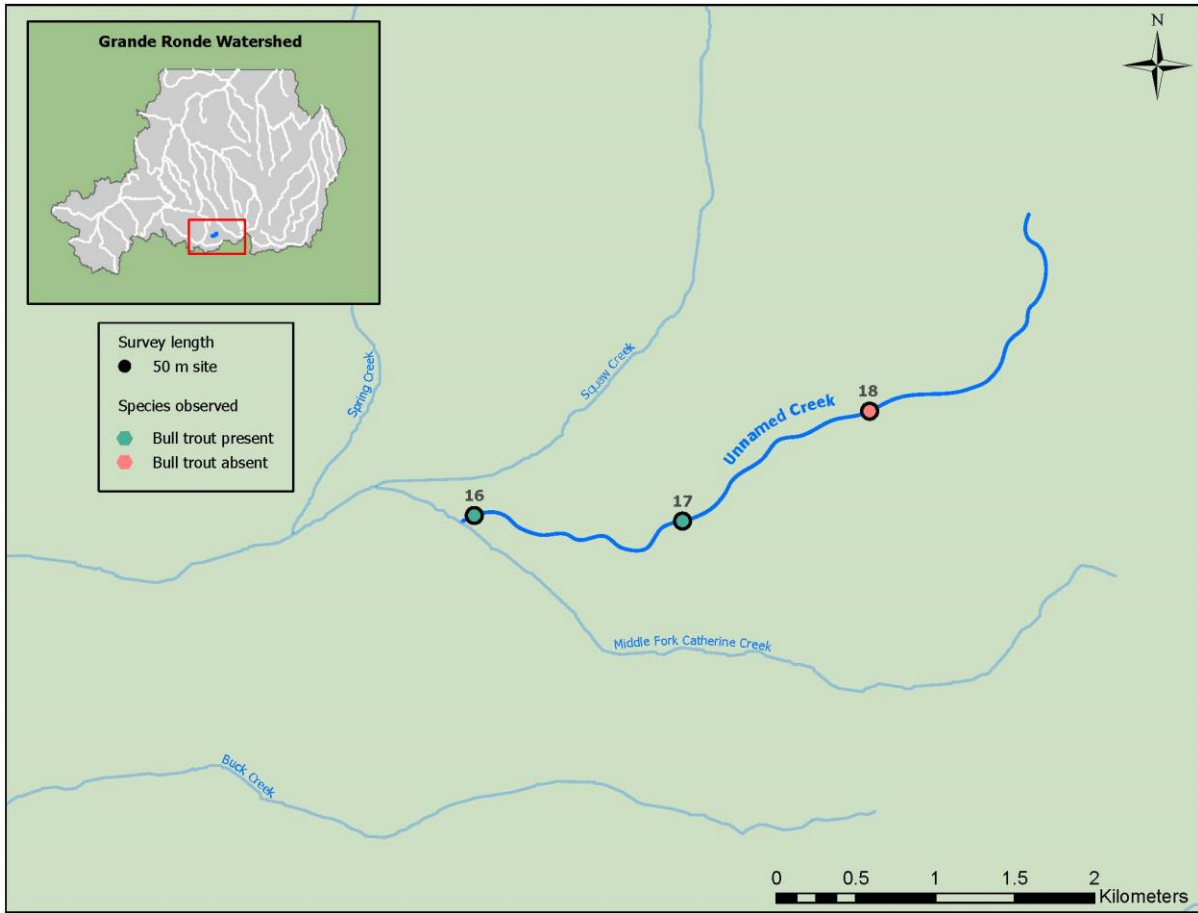 Grande Ronde Watershed
N
Survey length
50 m site
Species observed
Bull trout present
Bull trout absent
Spring Creek
Squaw Creek
Unnamed Creek
18
16
17
Middle Fork Catherine Creek
Buck Creek
0 0.5 1 1.5 2
Kilometers